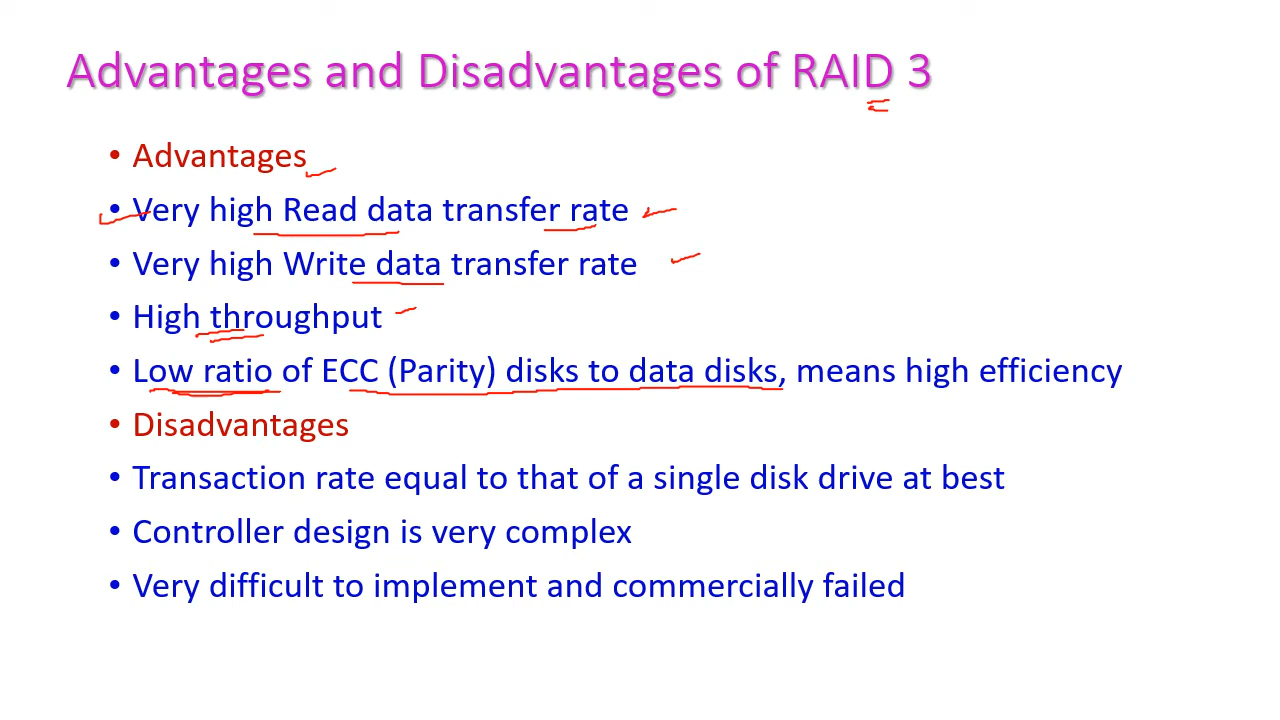 Advantages and Disadvantages of RAID 3
• Advantages
• Very high Read data transfer rate
• Very high Write data transfer rate
• High throughput
• Low ratio of ECC (Parity) disks to data disks, means high efficiency
• Disadvantages
• Transaction rate equal to that of a single disk drive at best
• Controller design is very complex
• Very difficult to implement and commercially failed